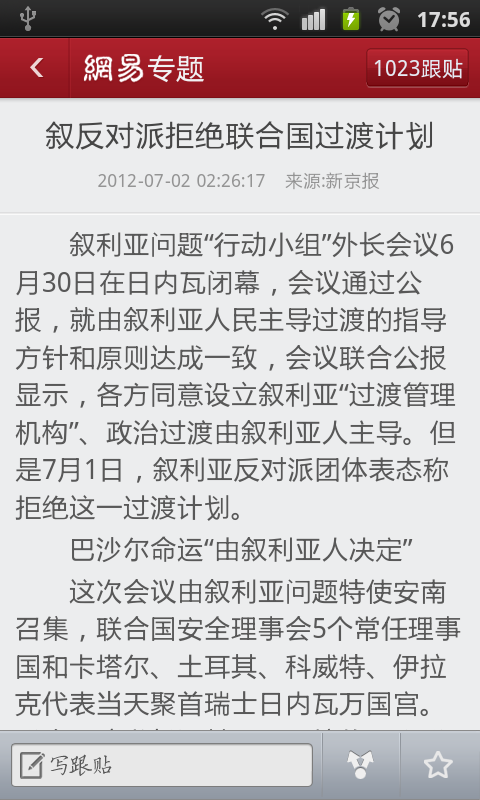 17:56
網易专题
1023跟贴
叙反对派拒绝联合国过渡计划
2012-07-02 02:26:17 来源:新京报
叙利亚问题“行动小组”外长会议6
月30日在日内瓦闭幕，会议通过公
报，就由叙利亚人民主导过渡的指导
方针和原则达成一致，会议联合公报
显示，各方同意设立叙利亚“过渡管理
机构”、政治过渡由叙利亚人主导。但
是7月1日，叙利亚反对派团体表态称
拒绝这一过渡计划。
巴沙尔命运“由叙利亚人决定”
这次会议由叙利亚问题特使安南
召集，联合国安全理事会5个常任理事
国和卡塔尔、土耳其、科威特、伊拉
克代表当天聚首瑞士日内瓦万国宫。
写跟贴